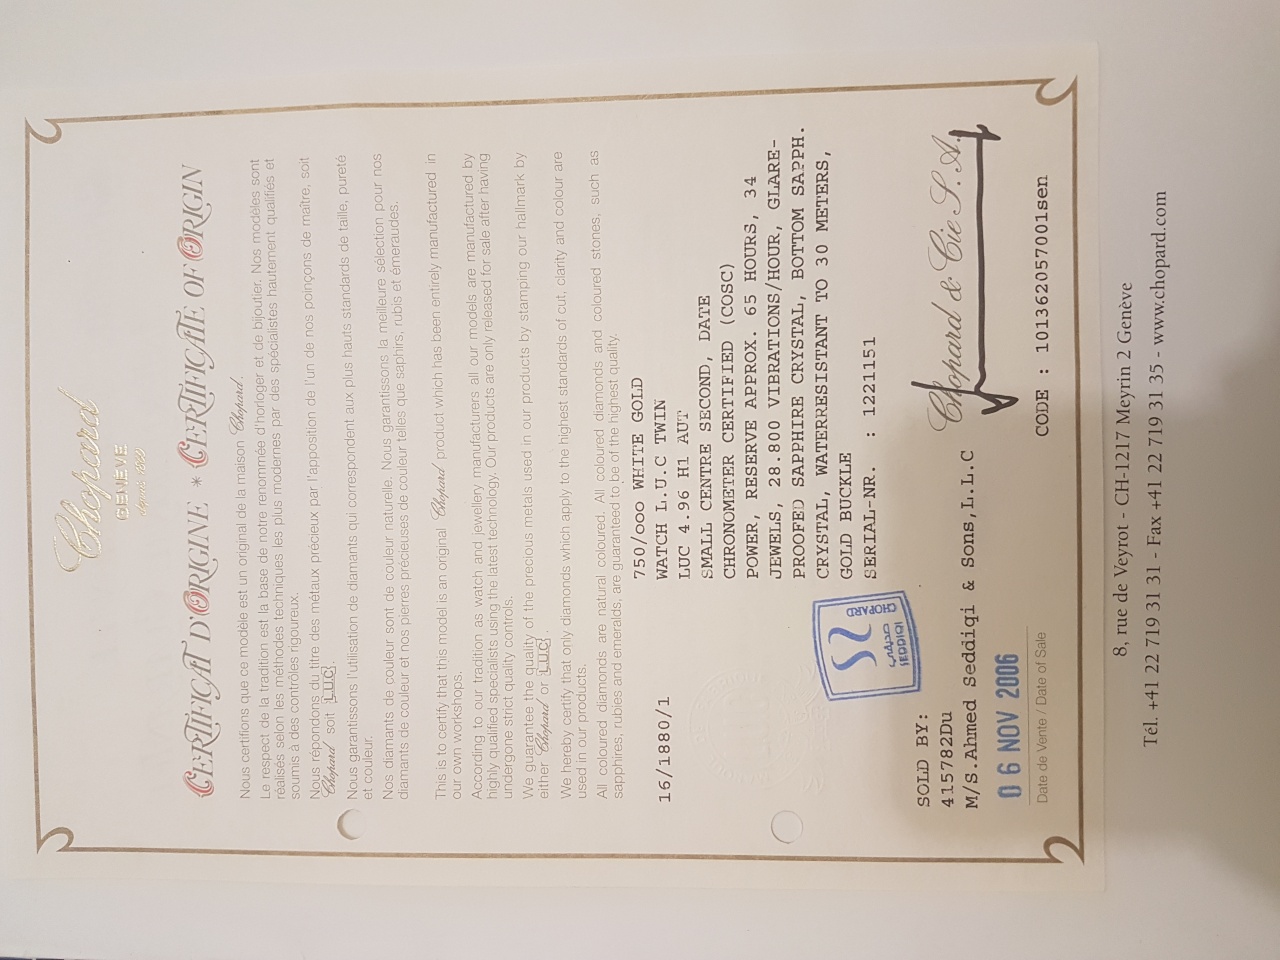 Chopard
GENÈVE
depuis 1860
CERTIFICAT D'ORIGINE * CERTIFICATE OF ORIGIN
Nous certifions que ce modèle est un original de la maison Chopard.
Le respect de la tradition est la base de notre renommée d'horloger et de bijoutier. Nos modèles sont
réalisés selon les méthodes techniques les plus modernes par des spécialistes hautement qualifiés et
soumis à des contrôles rigoureux.
Nous répondons du titre des métaux précieux par l'apposition de l'un de nos poinçons de maître, soit
Chopard soit L.U.C.
Nous garantissons l'utilisation de diamants qui correspondent aux plus hauts standards de taille, pureté
et couleur.
Nos diamants de couleur sont de couleur naturelle. Nous garantissons la meilleure sélection pour nos
diamants de couleur et nos pierres précieuses de couleur telles que saphirs, rubis et émeraudes.
This is to certify that this model is an original Chopard product which has been entirely manufactured in
our own workshops.
According to our tradition as watch and jewellery manufacturers all our models are manufactured by
highly qualified specialists using the latest technology. Our products are only released for sale after having
undergone strict quality controls.
We guarantee the quality of the precious metals used in our products by stamping our hallmark by
either Chopard or L.U.C.
We hereby certify that only diamonds which apply to the highest standards of cut, clarity and colour are
used in our products.
All coloured diamonds are natural coloured. All coloured diamonds and coloured stones, such as
sapphires, rubies and emeralds, are guaranteed to be of the highest quality.
750/ooo WHITE GOLD
16/1880/1 WATCH L.U.C TWIN
LUC 4.96 H1 AUT
SMALL CENTRE SECOND, DATE
CHRONOMETER CERTIFIED (COSC)
POWER, RESERVE APPROX. 65 HOURS, 34
JEWELS, 28.800 VIBRATIONS/HOUR, GLARE-
PROOFED SAPPHIRE CRYSTAL, BOTTOM SAPPH.
CRYSTAL, WATERESISTANT TO 30 METERS,
GOLD BUCKLE
SERIAL-NR. : 1221151
CHOPARD
صديقي
SEDDIQI
SOLD BY:
415782Du
M/S.Ahmed Seddiqi & Sons,L.L.C
Chopard & Cie S.A.
06 NOV 2006
Date de Vente / Date of Sale
CODE : 101362057001sen
8, rue de Veyrot - CH-1217 Meyrin 2 Genève
Tél. +41 22 719 31 31 - Fax +41 22 719 31 35 - www.chopard.com